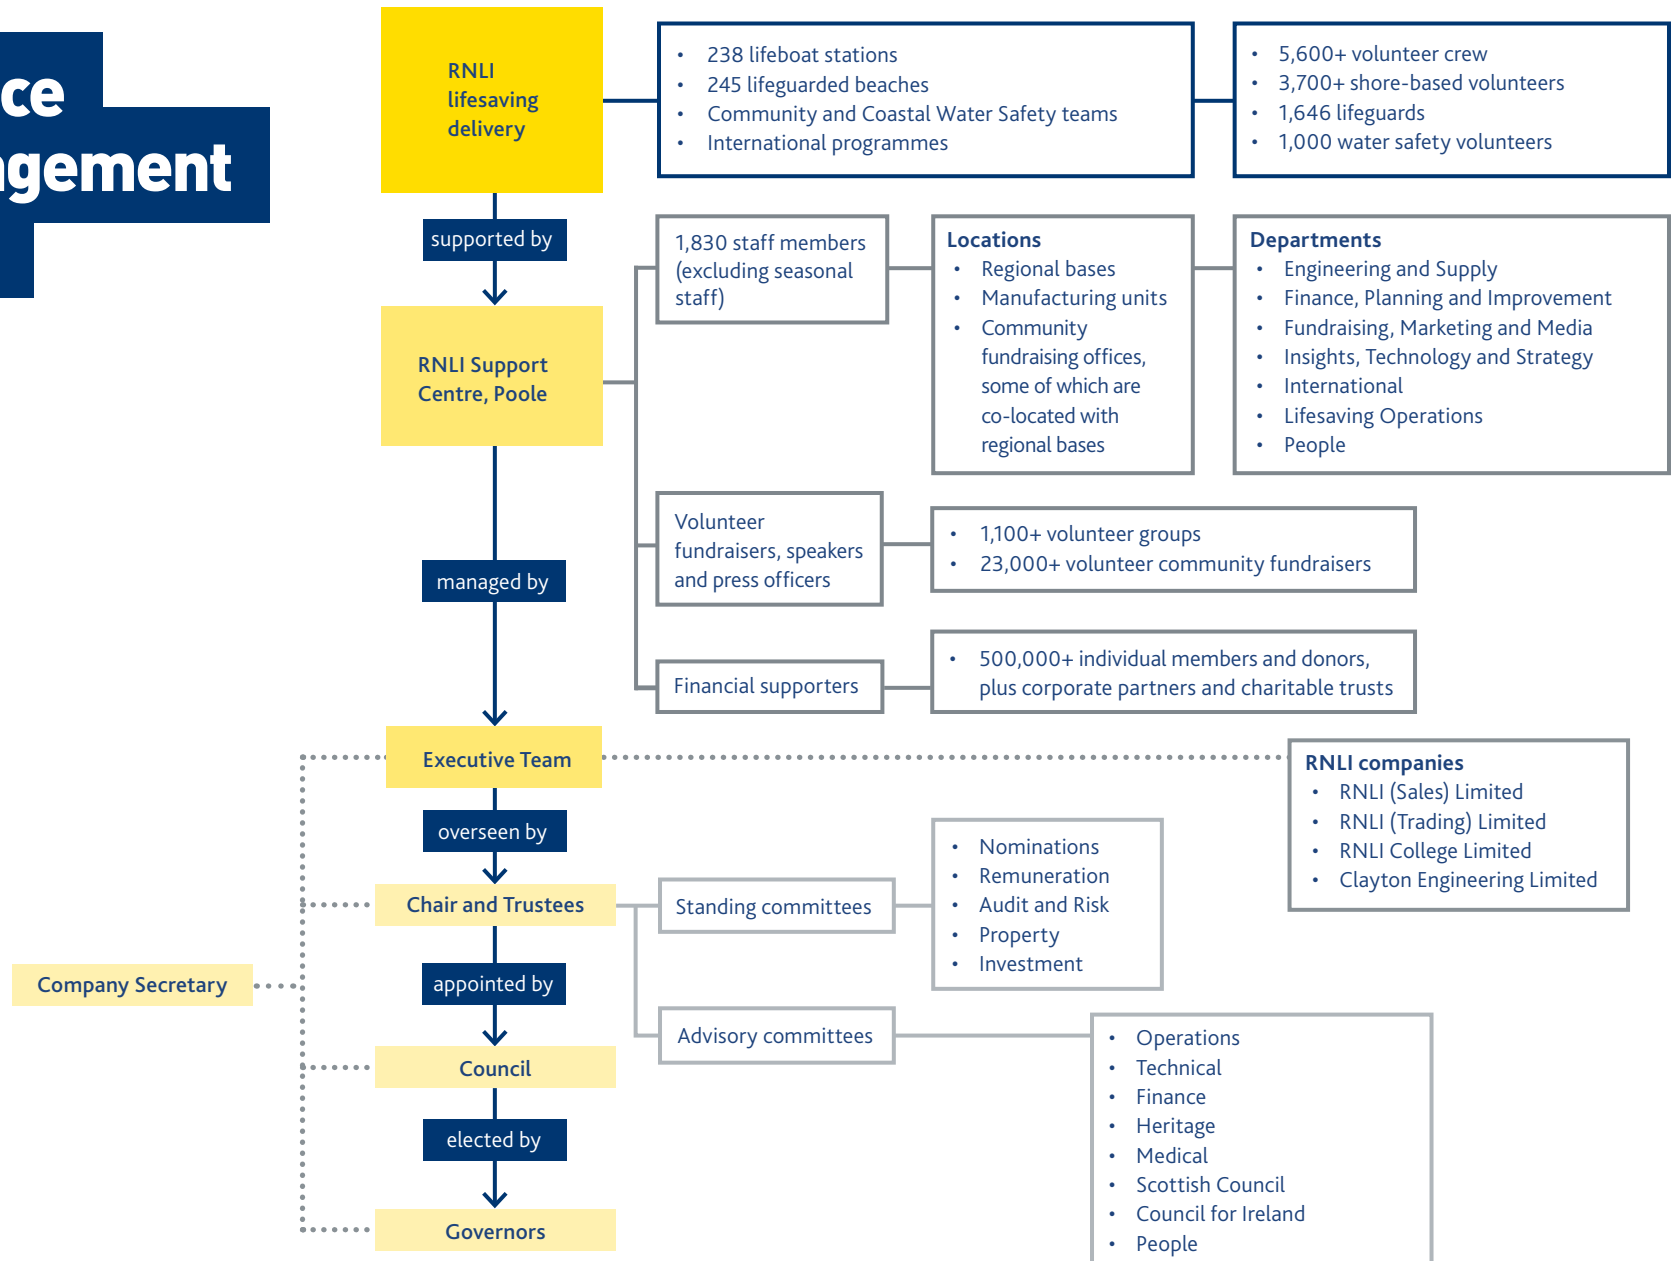 ce
agement
RNLI
lifesaving
delivery
• 238 lifeboat stations
• 245 lifeguarded beaches
• Community and Coastal Water Safety teams
• International programmes
• 5,600+ volunteer crew
• 3,700+ shore-based volunteers
• 1,646 lifeguards
• 1,000 water safety volunteers
supported by
RNLI Support
Centre, Poole
1,830 staff members
(excluding seasonal
staff)
Locations
• Regional bases
• Manufacturing units
• Community
fundraising offices,
some of which are
co-located with
regional bases
Departments
• Engineering and Supply
• Finance, Planning and Improvement
• Fundraising, Marketing and Media
• Insights, Technology and Strategy
• International
• Lifesaving Operations
• People
Volunteer
fundraisers, speakers
and press officers
• 1,100+ volunteer groups
• 23,000+ volunteer community fundraisers
managed by
Financial supporters
• 500,000+ individual members and donors,
plus corporate partners and charitable trusts
Executive Team
RNLI companies
• RNLI (Sales) Limited
• RNLI (Trading) Limited
• RNLI College Limited
• Clayton Engineering Limited
overseen by
Chair and Trustees
Standing committees
• Nominations
• Remuneration
• Audit and Risk
• Property
• Investment
Company Secretary
appointed by
Advisory committees
• Operations
• Technical
• Finance
• Heritage
• Medical
• Scottish Council
• Council for Ireland
• People
Council
elected by
Governors